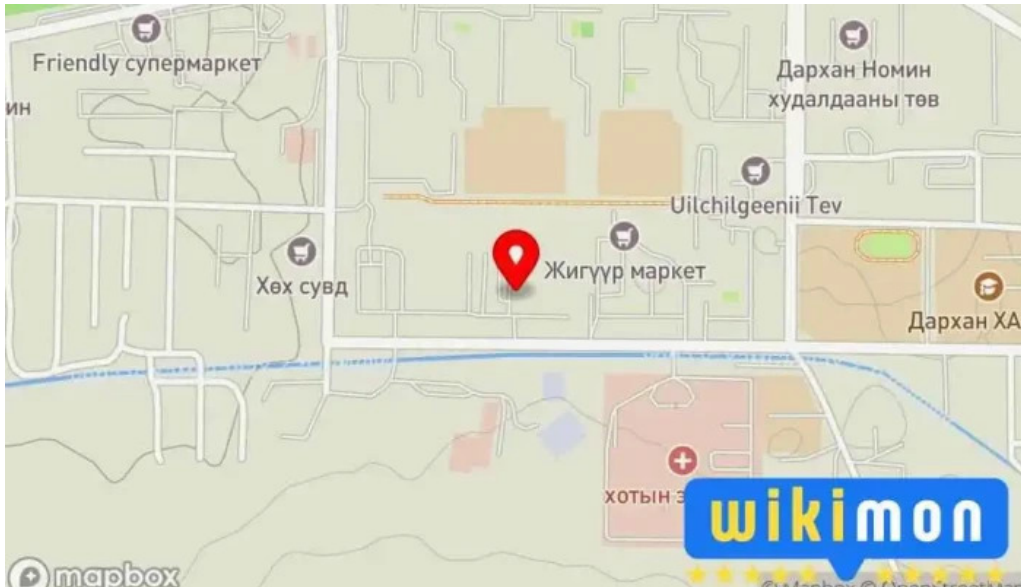 Friendly супермаркет
Дархан Номин
худалдааны төв
ин
Uilchilgeenii Tev
Жигүүр маркет
Хөх сувд
Дархан ХА
хотын э
wikimon
mapbox